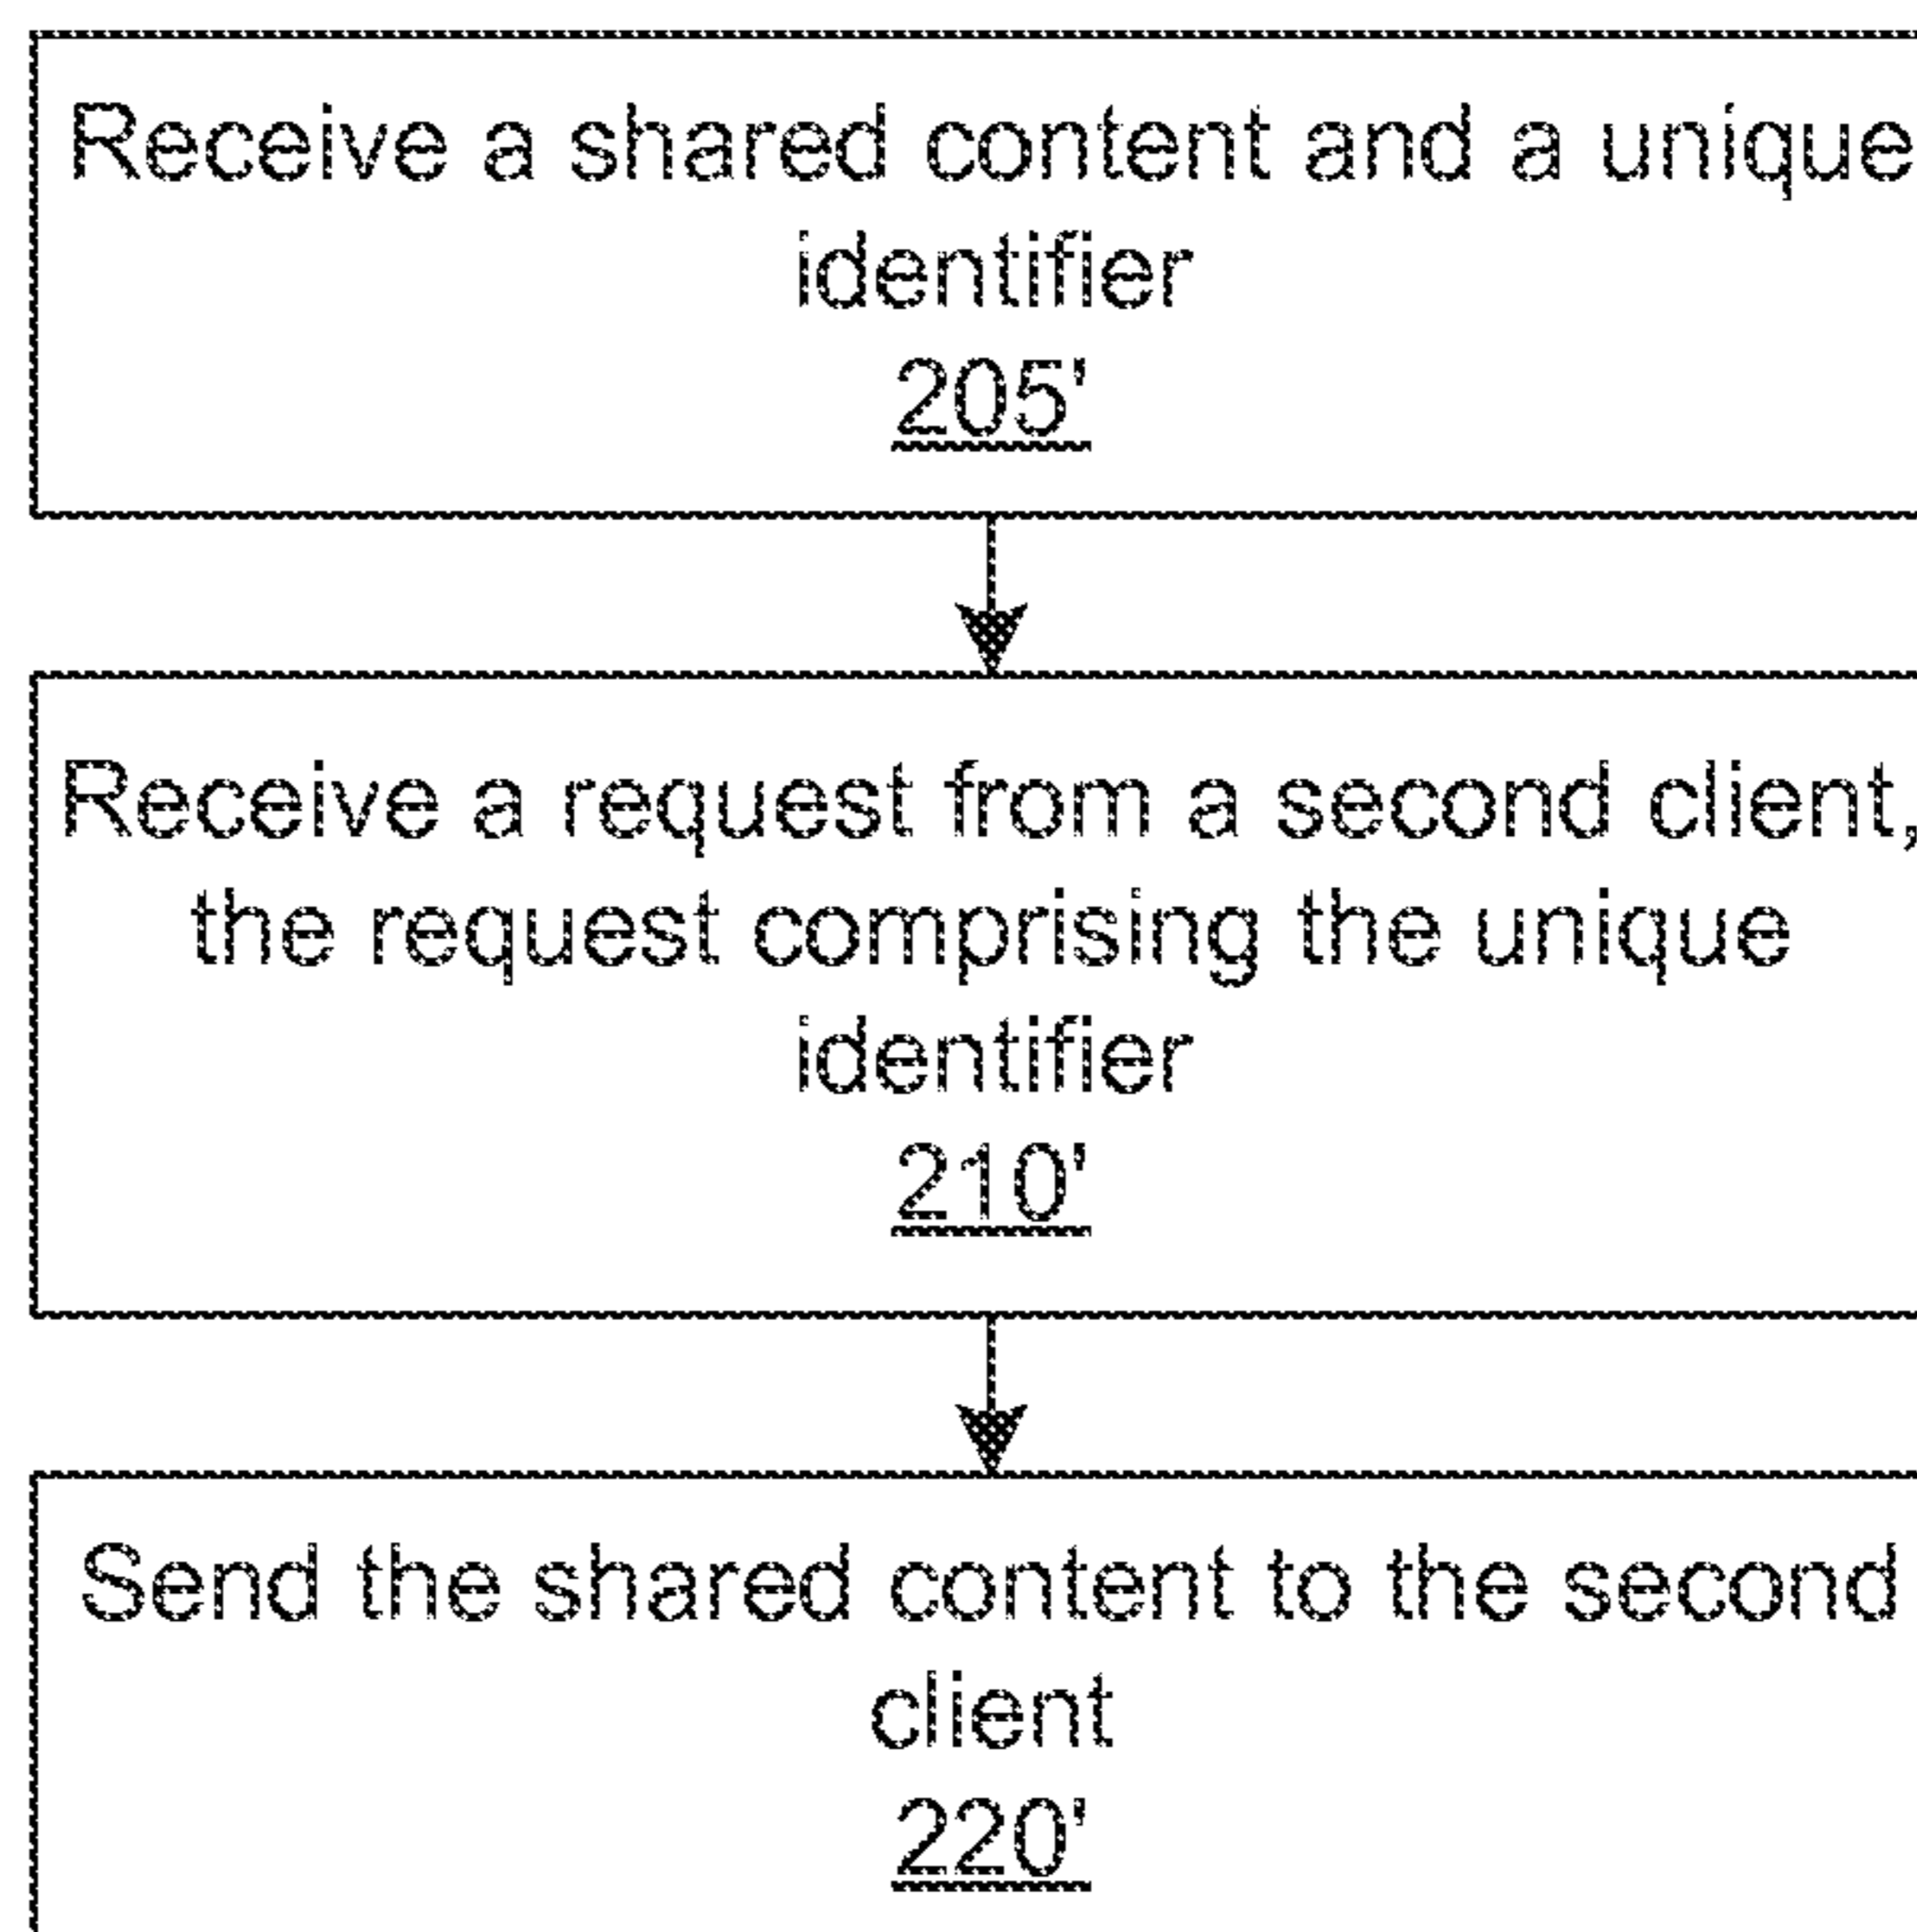 Receive a shared content and a unique
identifier
205'
Receive a request from a second client,
the request comprising the unique
identifier
210'
Send the shared content to the second
client
220'